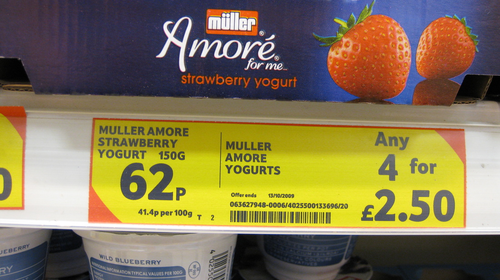 müller
Amoré
for me...
strawberry yogurt
MULLER AMORE
STRAWBERRY
YOGURT 150G
62P
41.4p per 100g T 2
MULLER
AMORE
YOGURTS
Any
4 for
£2.50
Offer ends 13/10/2009
063627948-0006/4025500133696/20
WILD BLUEBERRY